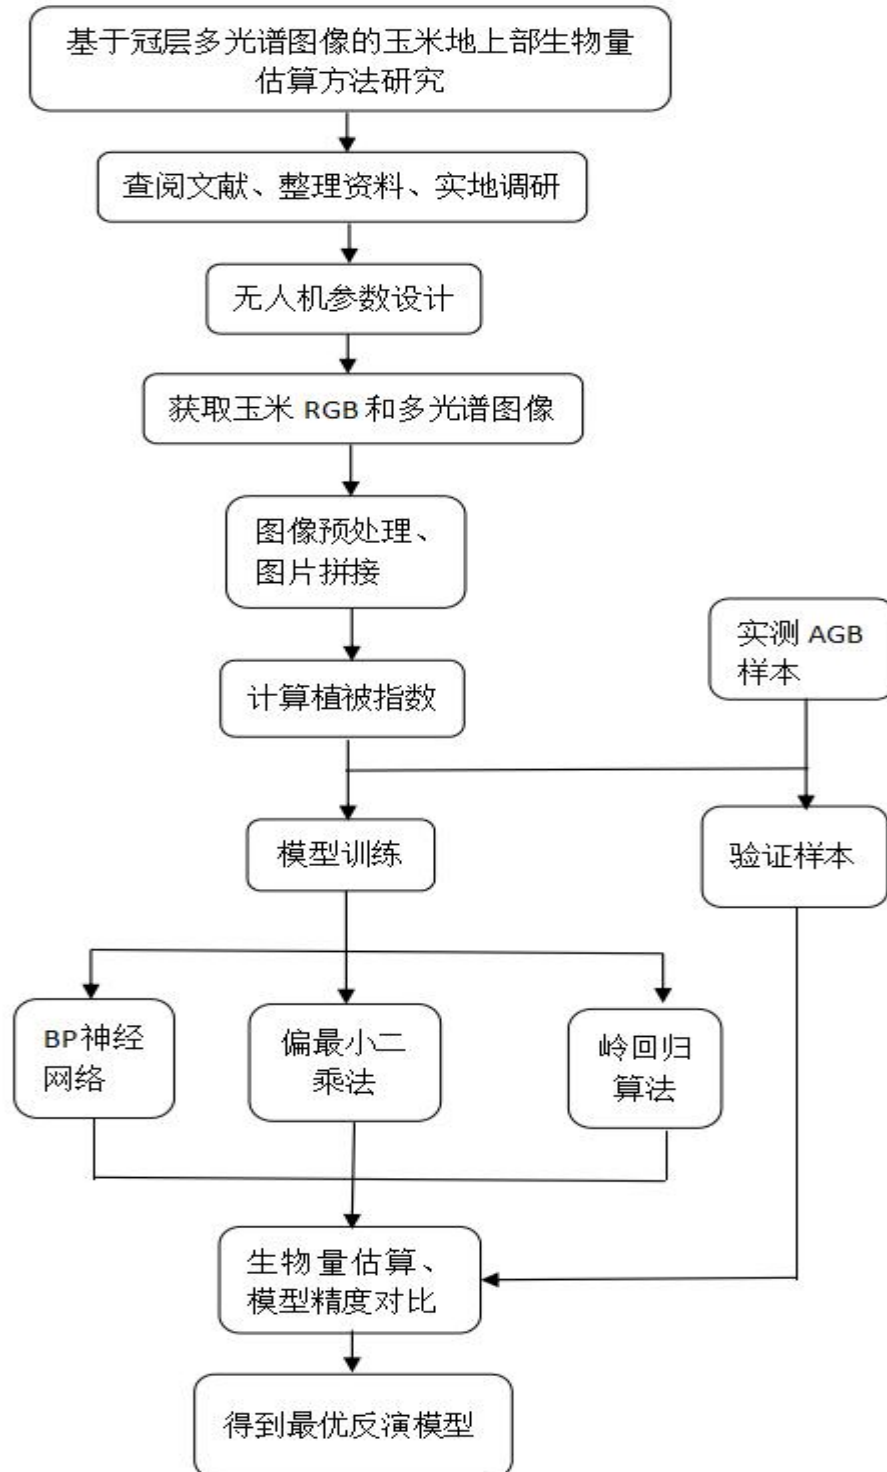 基于冠层多光谱图像的玉米地上部生物量
估算方法研究
查阅文献、整理资料、实地调研
无人机参数设计
获取玉米 RGB 和多光谱图像
图像预处理、
图片拼接
实测 AGB
样本
计算植被指数
模型训练
验证样本
BP神经
网络
偏最小二
乘法
岭回归
算法
生物量估算、
模型精度对比
得到最优反演模型